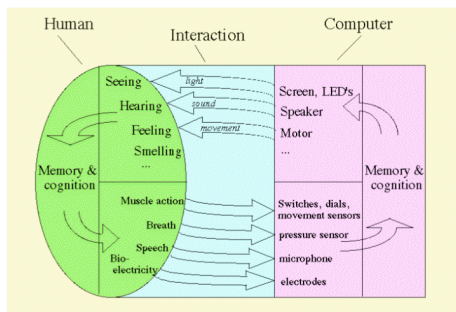 Human
Interaction
Computer
Seeing
Hearing
Feeling
Smelling
...
Memory &
cognition
Muscle action
Breath
Speech
Bio-
electricity
light
sound
movement
Screen, LED's
Speaker
Motor
...
Switches, dials,
movement sensors
pressure sensor
microphone
electrodes
Memory &
cognition